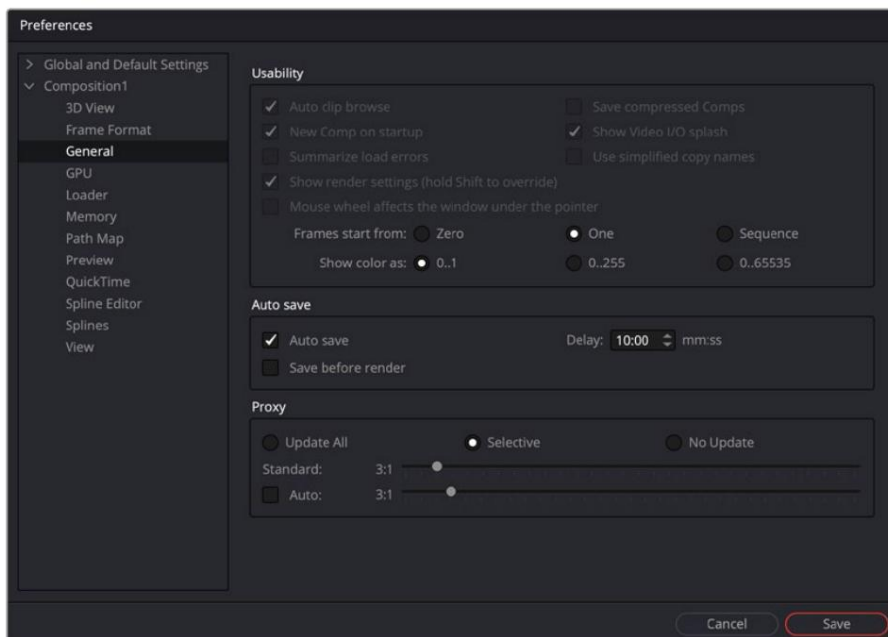 Preferences
Global and Default Settings
Composition1
3D View
Frame Format
General
GPU
Loader
Memory
Path Map
Preview
QuickTime
Spline Editor
Splines
View
Usability
Auto clip browse
Save compressed Comps
New Comp on startup
Show Video I/O splash
Summarize load errors
Use simplified copy names
Show render settings (hold Shift to override)
Mouse wheel affects the window under the pointer
Frames start from: Zero One Sequence
Show color as: 0..1 0..255 0..65535
Auto save
Auto save Delay: 10:00 mm:ss
Save before render
Proxy
Update All Selective No Update
Standard: 3:1
Auto: 3:1
Cancel Save